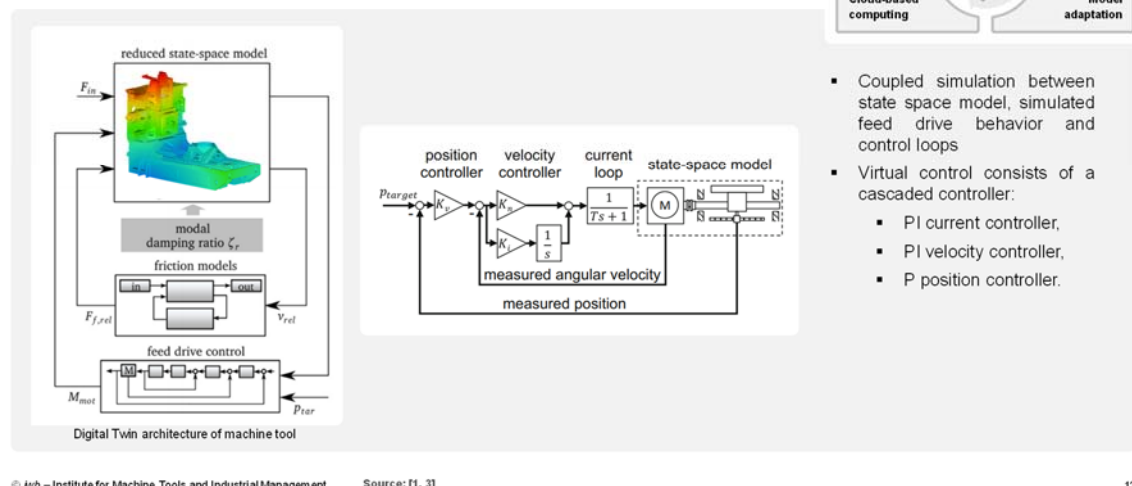 computing
adaptation
reduced state-space model
F_in
modal
damping ratio ζ_r
friction models
in
out
F_f,rel
v_rel
feed drive control
M
M_mot
p_tar
Digital Twin architecture of machine tool
position
controller
velocity
controller
current
loop
state-space model
p_target
-
K_v
-
K_n
K_i
1
s
1
Ts + 1
M
measured angular velocity
measured position
▪ Coupled simulation between
state space model, simulated
feed drive behavior and
control loops
▪ Virtual control consists of a
cascaded controller:
▪ PI current controller,
▪ PI velocity controller,
▪ P position controller.
© iwb – Institute for Machine Tools and Industrial Management
Source: [1, 3]